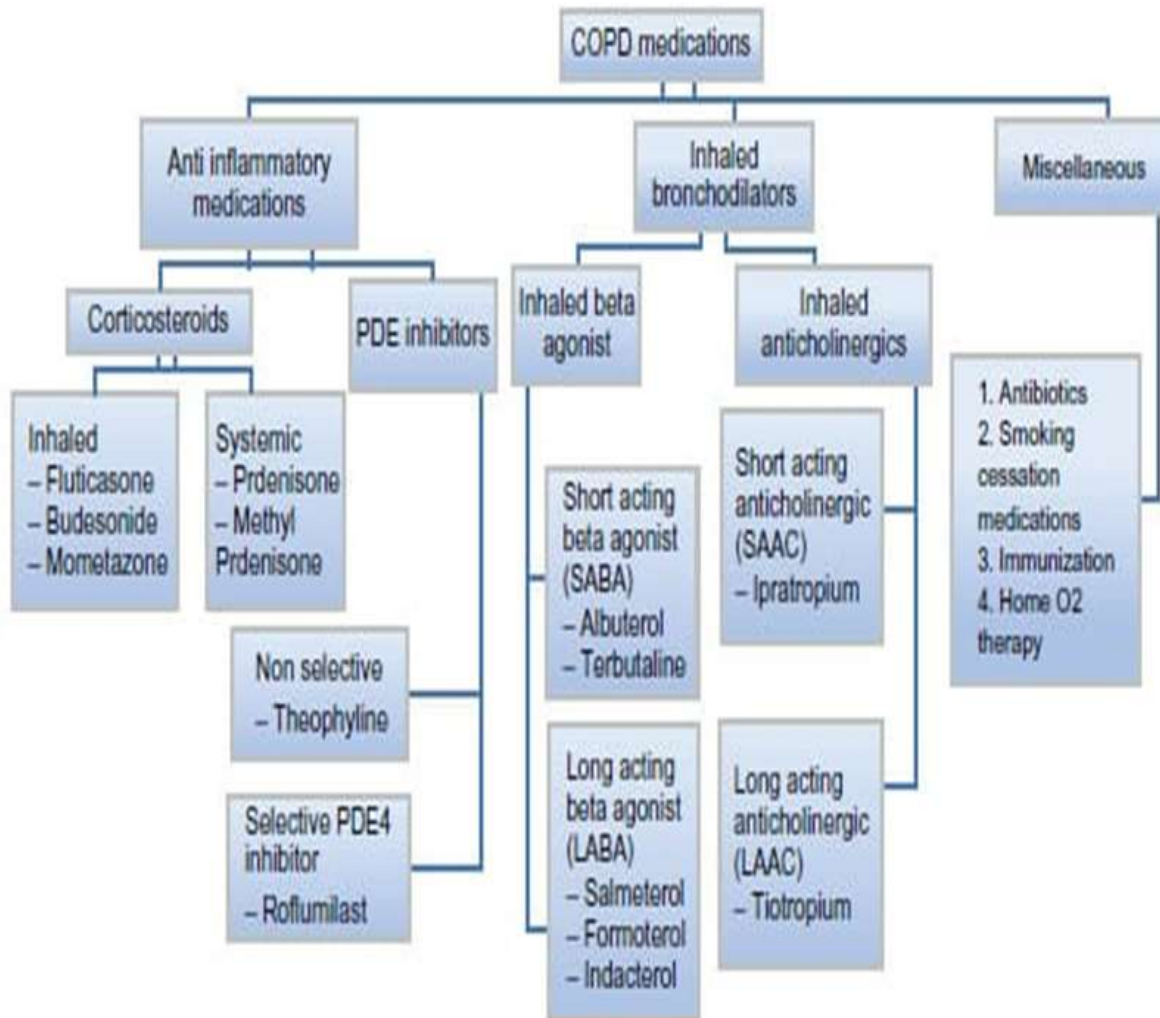 COPD medications
Anti inflammatory
medications
Inhaled
bronchodilators
Miscellaneous
Corticosteroids
PDE inhibitors
Inhaled beta
agonist
Inhaled
anticholinergics
Inhaled
– Fluticasone
– Budesonide
– Mometazone
Systemic
– Prdenisone
– Methyl
Prdenisone
Non selective
– Theophyline
Selective PDE4
inhibitor
– Roflumilast
Short acting
beta agonist
(SABA)
– Albuterol
– Terbutaline
Long acting
beta agonist
(LABA)
– Salmeterol
– Formoterol
– Indacterol
Short acting
anticholinergic
(SAAC)
– Ipratropium
Long acting
anticholinergic
(LAAC)
– Tiotropium
1. Antibiotics
2. Smoking
cessation
medications
3. Immunization
4. Home O2
therapy